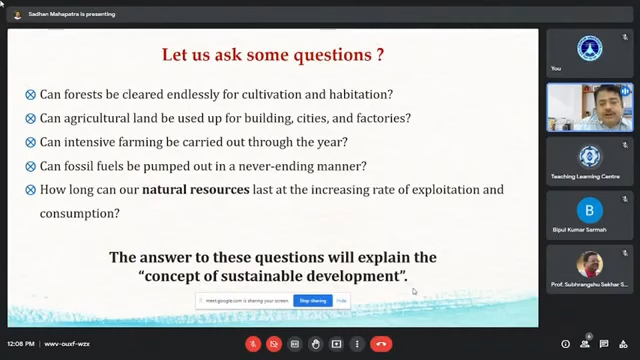 Sadhan Mahapatra is presenting
Let us ask some questions ?
Can forests be cleared endlessly for cultivation and habitation?
Can agricultural land be used up for building, cities, and factories?
Can intensive farming be carried out through the year?
Can fossil fuels be pumped out in a never-ending manner?
How long can our natural resources last at the increasing rate of exploitation and
consumption?
The answer to these questions will explain the
“concept of sustainable development”.
meet.google.com is sharing your screen
Stop sharing
Hide
You
Teaching Learning Centre
B
Bipul Kumar Sarmah
Prof. Subhrangshu Sekhar S...
12:08 PM
wwv-ouxf-wzx
6